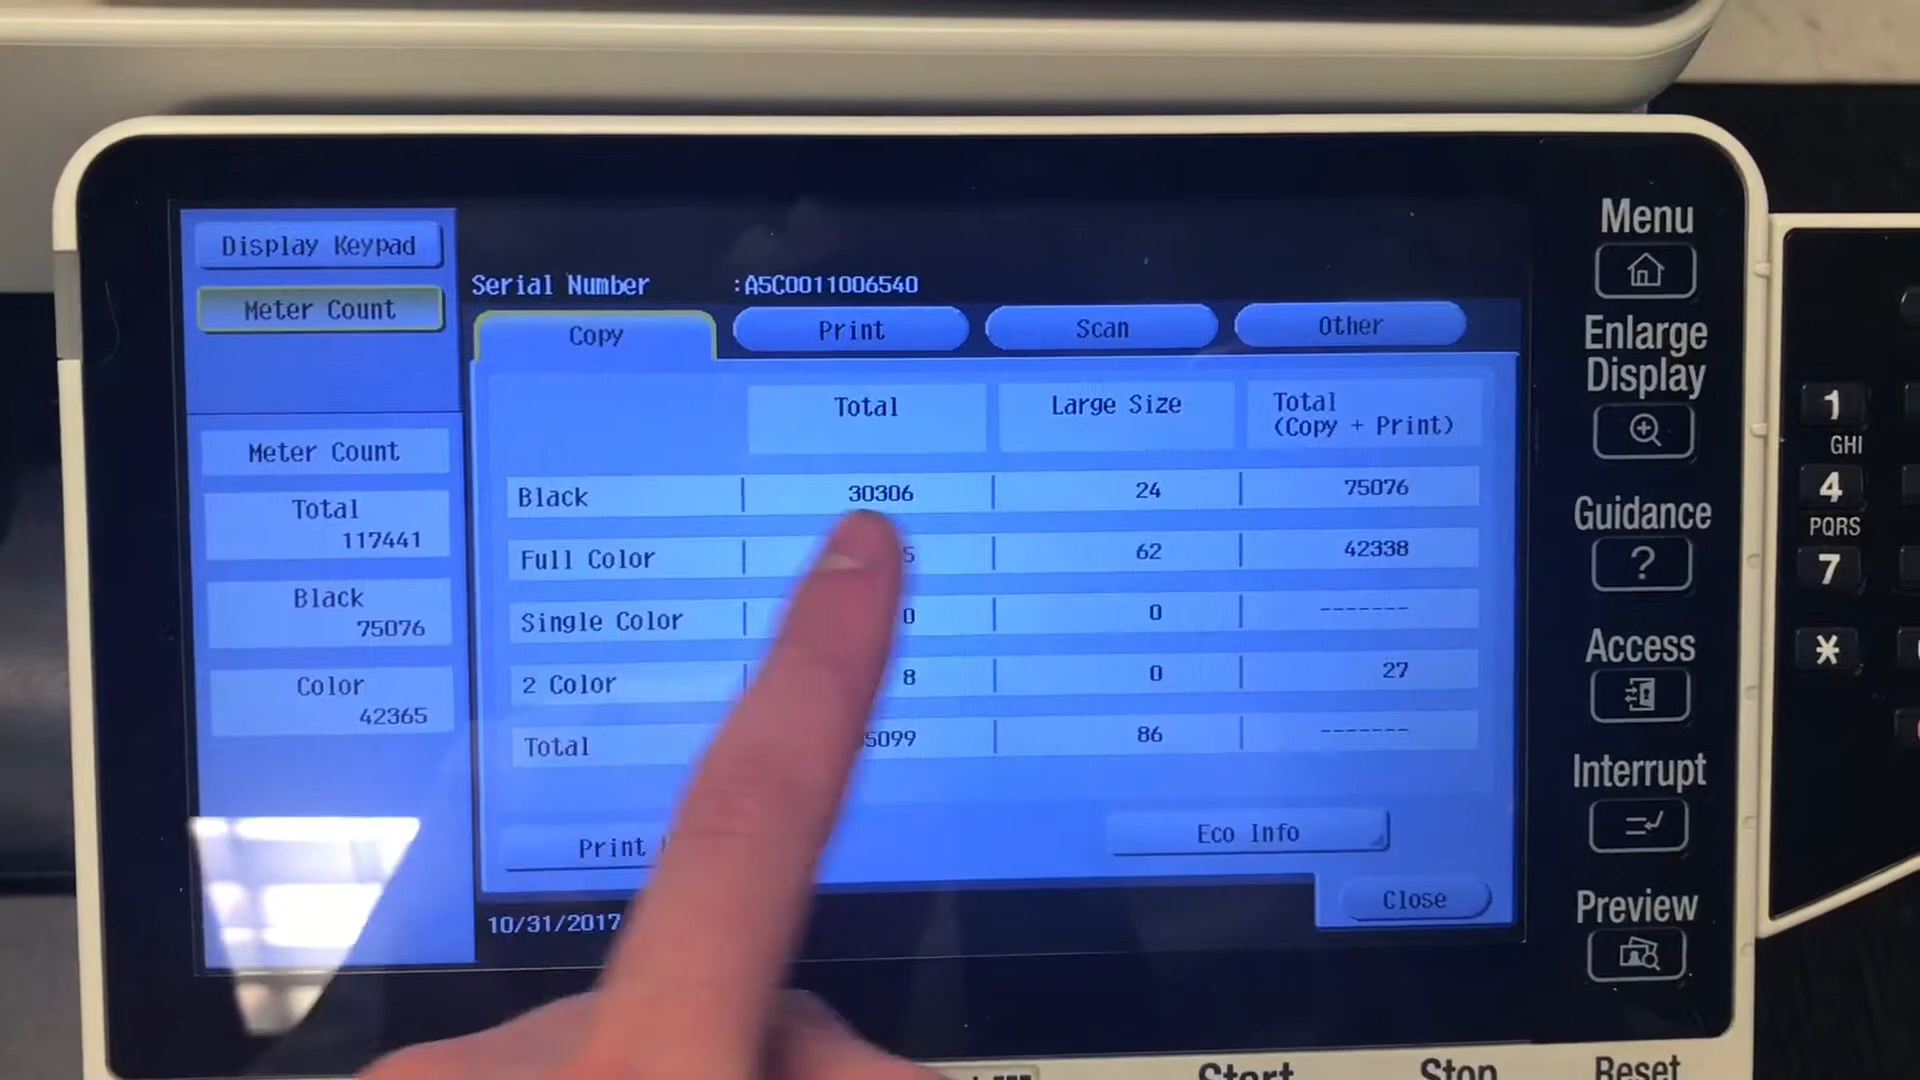 Display Keypad
Meter Count
Meter Count
Total
117441
Black
75076
Color
42365
Serial Number :A5C0011006540
Copy Print Scan Other
Total Large Size Total (Copy + Print)
Black 30306 24 75076
Full Color 62 42338
Single Color 0 0 -------
2 Color 8 0 27
Total 5099 86 -------
Print
Eco Info
Close
10/31/2017
Menu
Enlarge
Display
Guidance
?
Access
Interrupt
Preview
1
GHI
4
PQRS
7
*
Start Stop Reset